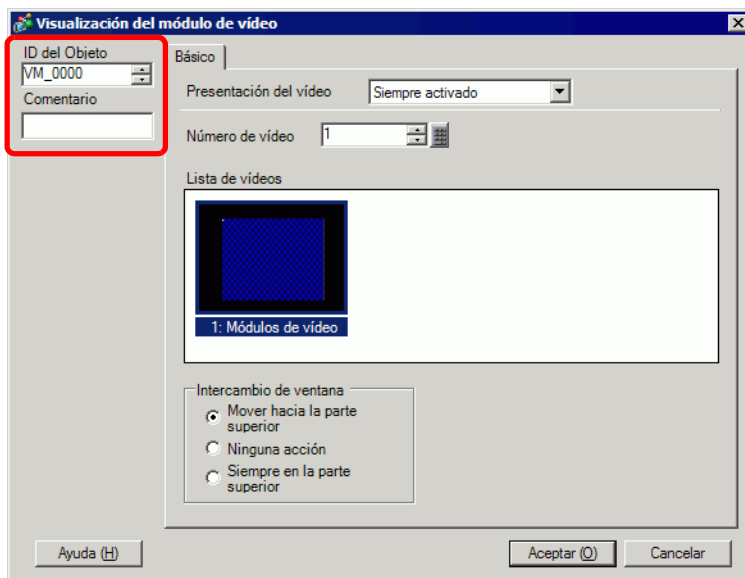 Visualización del módulo de vídeo
ID del Objeto
VM_0000
Comentario
Básico
Presentación del vídeo
Siempre activado
Número de vídeo
1
Lista de vídeos
1: Módulos de vídeo
Intercambio de ventana
Mover hacia la parte
superior
Ninguna acción
Siempre en la parte
superior
Ayuda (H)
Aceptar (O)
Cancelar